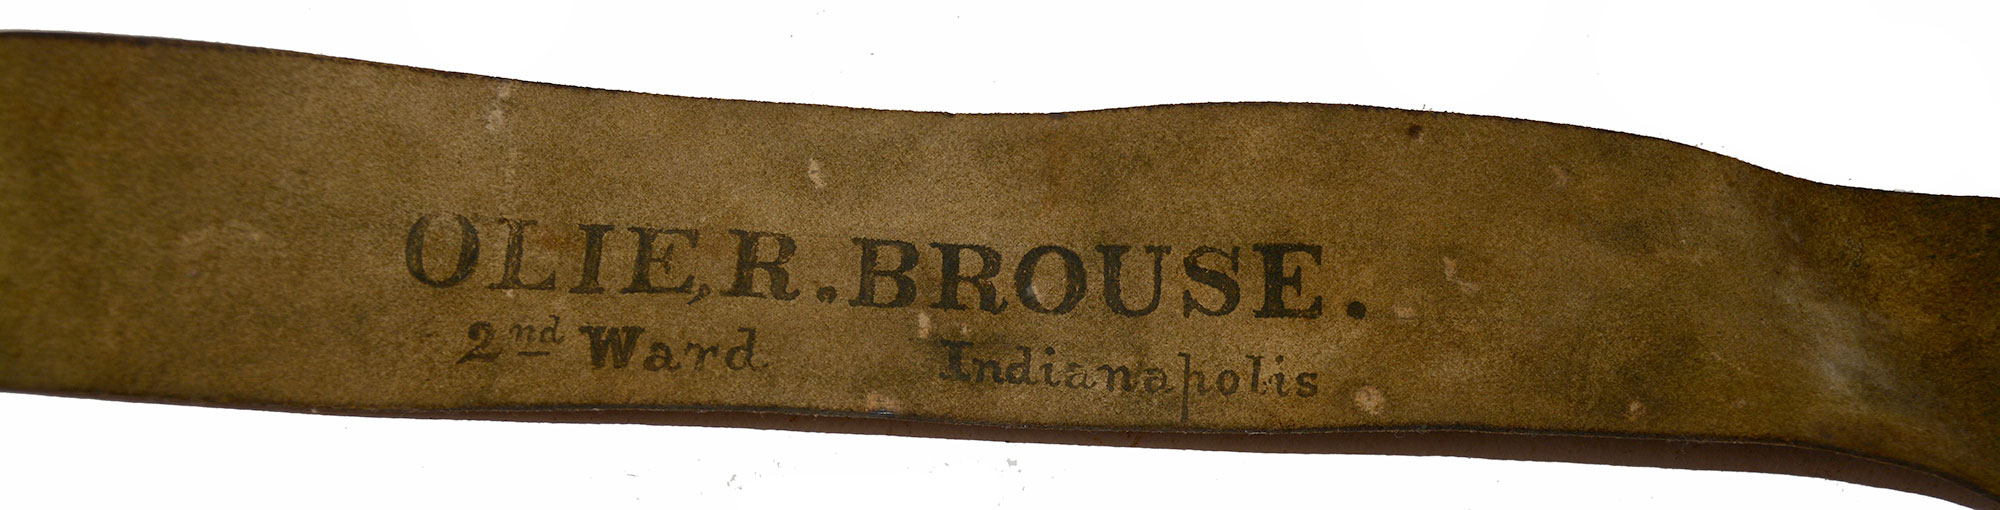 OLIE,R.BROUSE.
2nd Ward Indianapolis